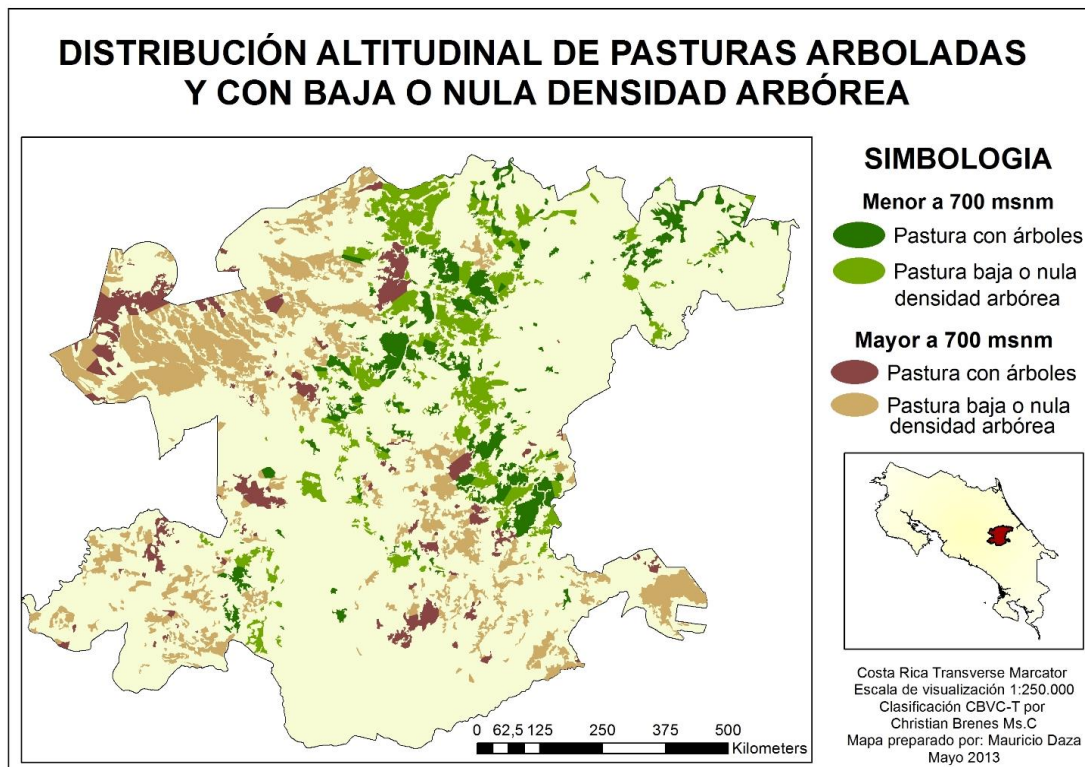 DISTRIBUCIÓN ALTITUDINAL DE PASTURAS ARBOLADAS
Y CON BAJA O NULA DENSIDAD ARBÓREA
SIMBOLOGIA
Menor a 700 msnm
Pastura con árboles
Pastura baja o nula
densidad arbórea
Mayor a 700 msnm
Pastura con árboles
Pastura baja o nula
densidad arbórea
0 62,5 125 250 375 500
Kilometers
Costa Rica Transverse Marcator
Escala de visualización 1:250.000
Clasificación CBVC-T por
Christian Brenes Ms.C
Mapa preparado por: Mauricio Daza
Mayo 2013